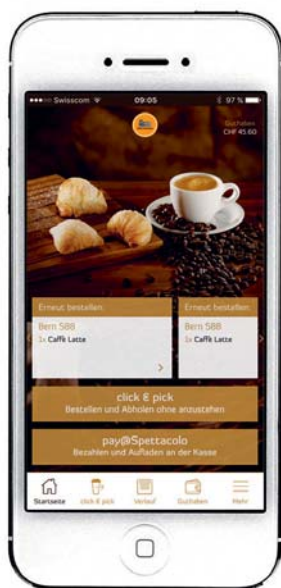 Swisscom
09:05
97 %
Guthaben
CHF 45.60
Erneut bestellen:
Bern 588
1x Caffè Latte
Erneut bestellen:
Bern 588
1x Caffè Latte
click & pick
Bestellen und Abholen ohne anzustehen
pay@Spettacolo
Bezahlen und Aufladen an der Kasse
Startseite
click & pick
Verlauf
Guthaben
Mehr